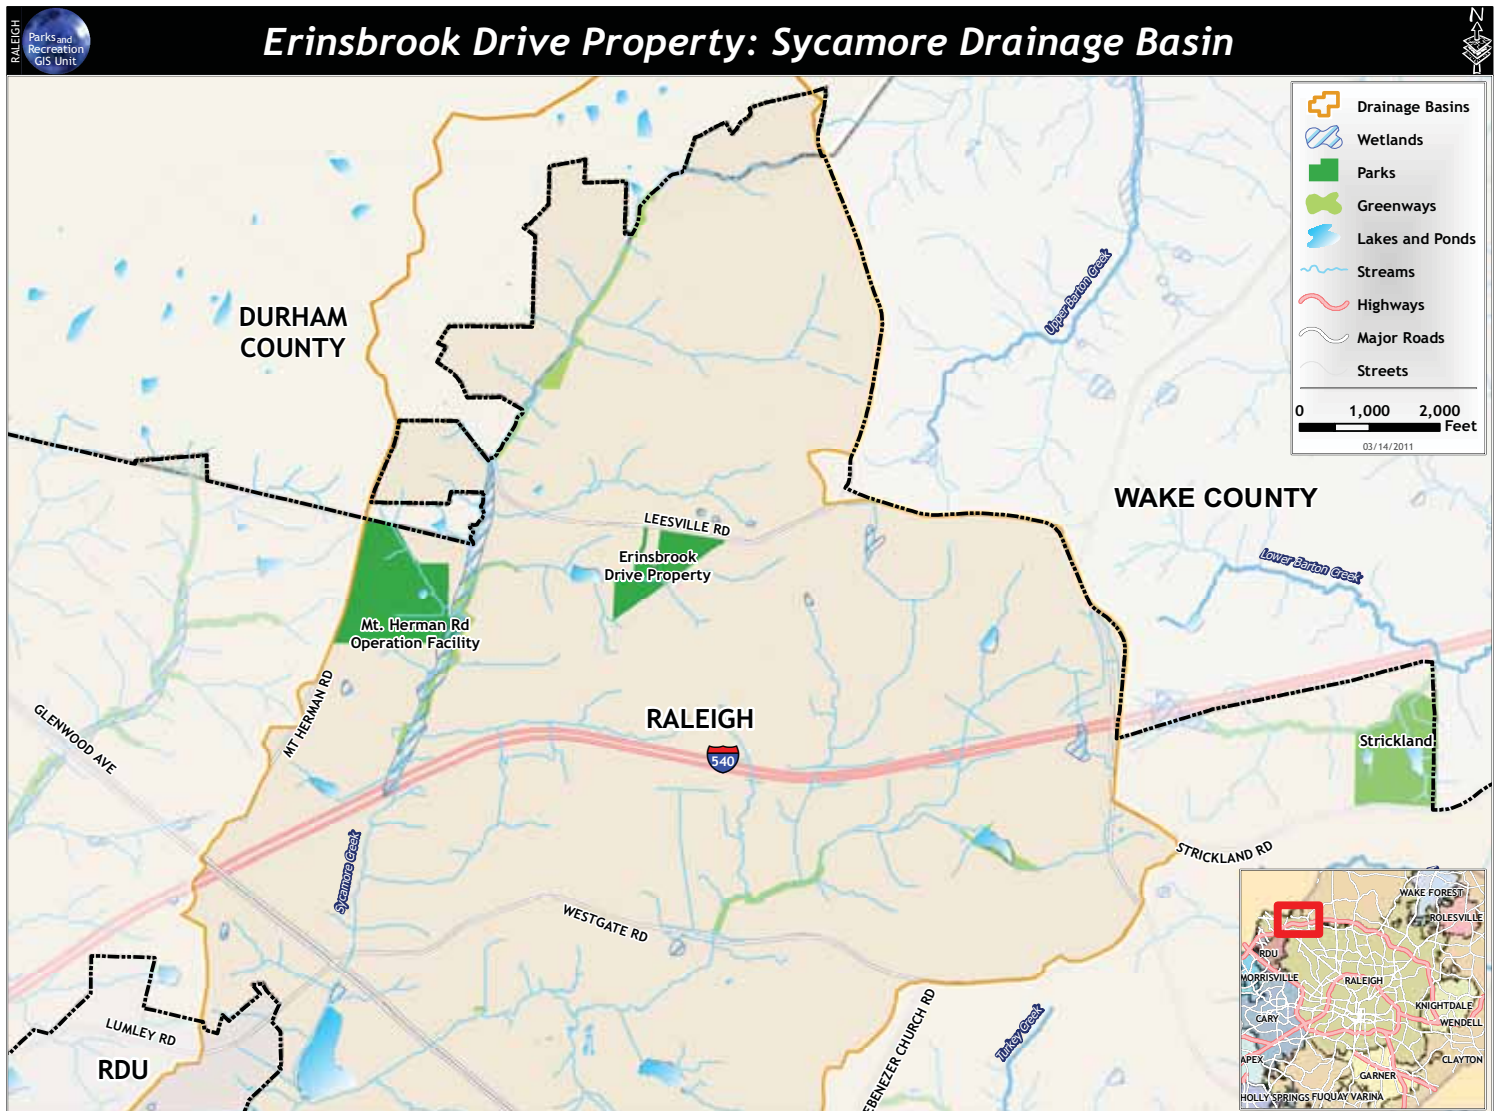 RALEIGH
Parks and
Recreation
GIS Unit
Erinsbrook Drive Property: Sycamore Drainage Basin
N
Drainage Basins
Wetlands
Parks
Greenways
Lakes and Ponds
Streams
Highways
Major Roads
Streets
0 1,000 2,000
Feet
03/14/2011
DURHAM
COUNTY
Upper Barton Creek
WAKE COUNTY
LEESVILLE RD
Erinsbrook
Drive Property
Lower Barton Creek
Mt. Herman Rd
Operation Facility
MT HERMAN RD
GLENWOOD AVE
RALEIGH
540
Strickland
Sycamore Creek
STRICKLAND RD
WESTGATE RD
LUMLEY RD
RDU
EBENEZER CHURCH RD
Turkey Creek
WAKE FOREST
ROLESVILLE
RDU
MORRISVILLE
RALEIGH
KNIGHTDALE
CARY
WENDELL
APEX
CLAYTON
GARNER
HOLLY SPRINGS
FUQUAY VARINA